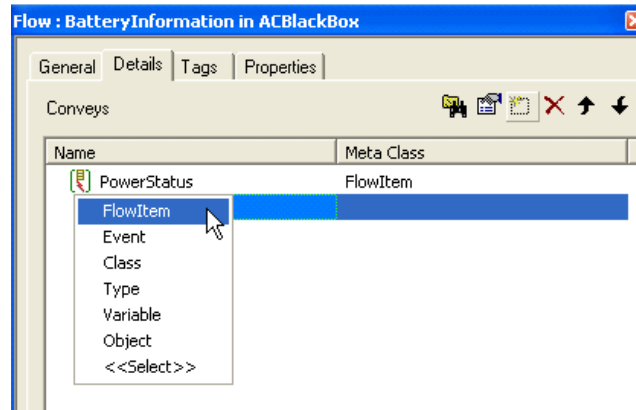 Flow : BatteryInformation in ACBlackBox
General Details Tags Properties
Conveys
Name Meta Class
PowerStatus FlowItem
FlowItem
Event
Class
Type
Variable
Object
<<Select>>